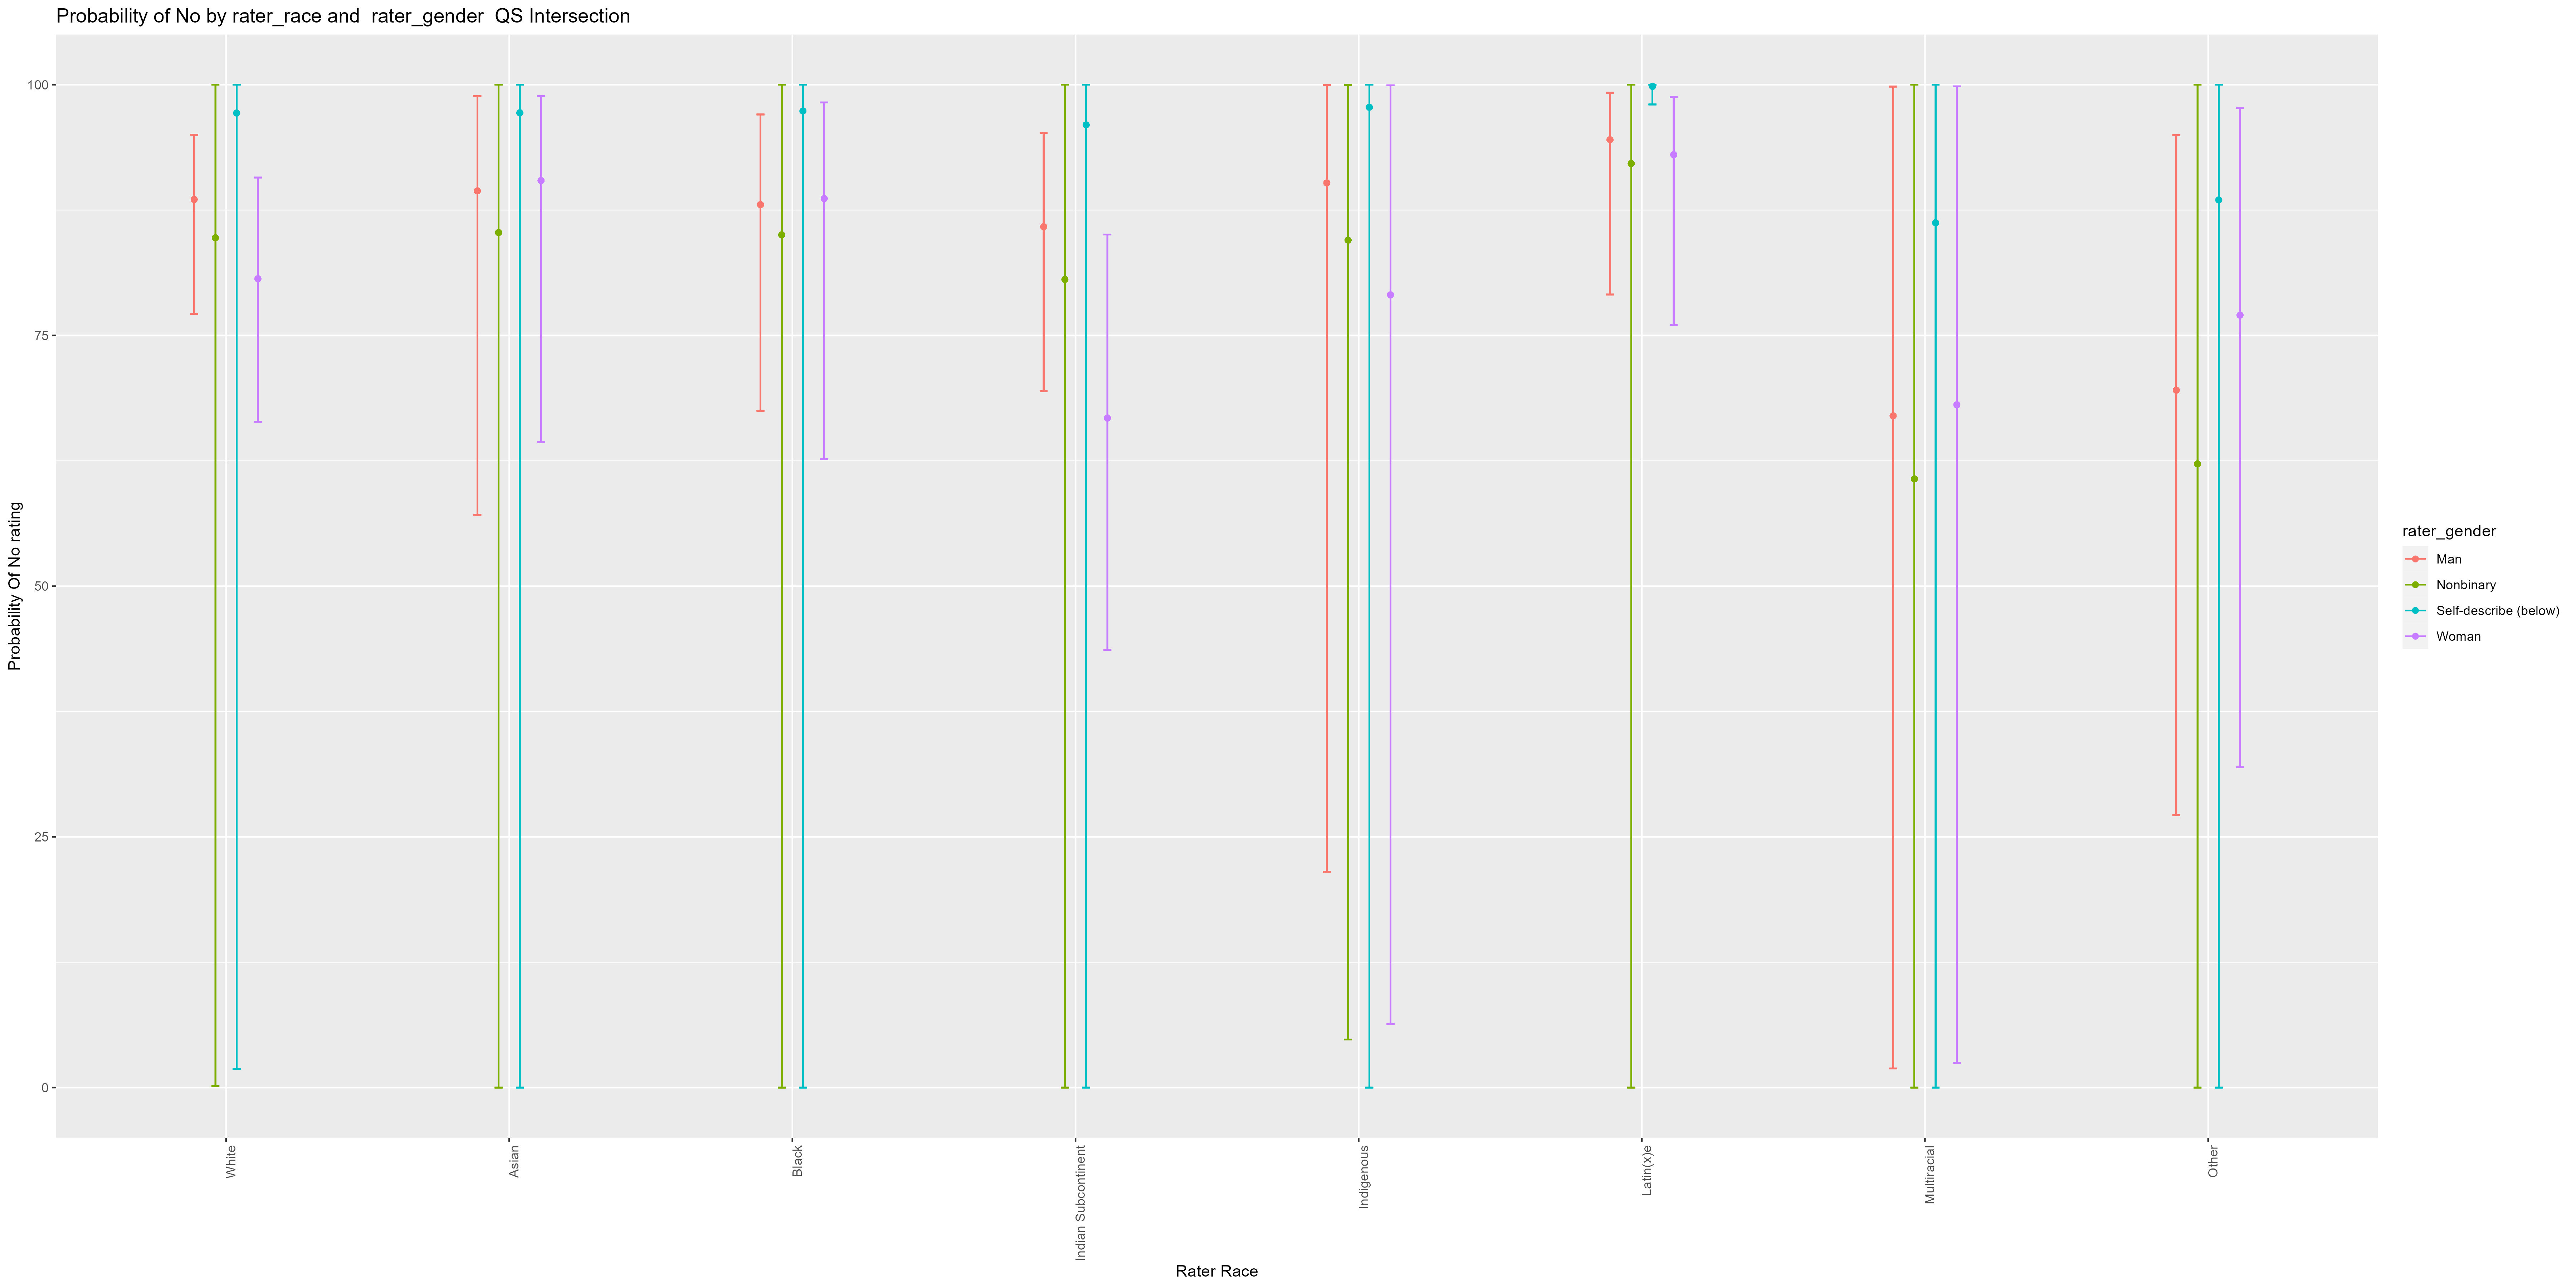 Probability of No by rater_race and  rater_gender  QS Intersection
100
75
50
25
0
Probability Of No rating
White
Asian
Black
Indian Subcontinent
Indigenous
Latin(x)e
Multiracial
Other
Rater Race
rater_gender
Man
Nonbinary
Self-describe (below)
Woman